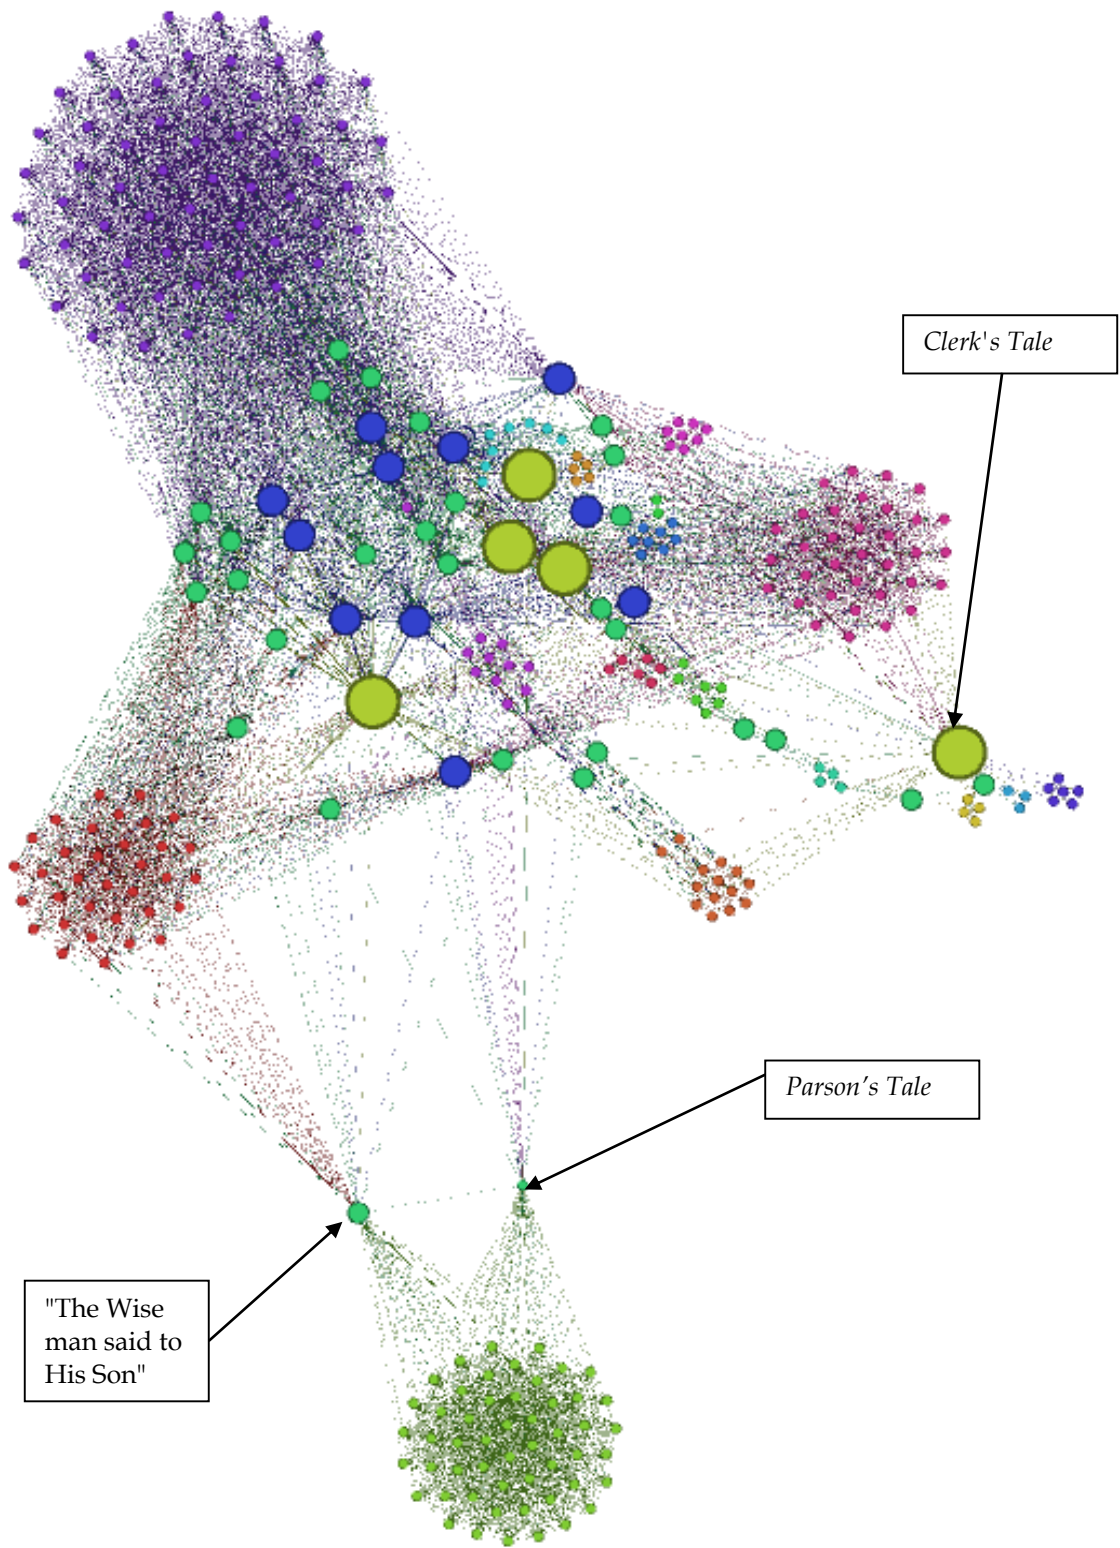 Clerk's Tale
Parson’s Tale
"The Wise
man said to
His Son"